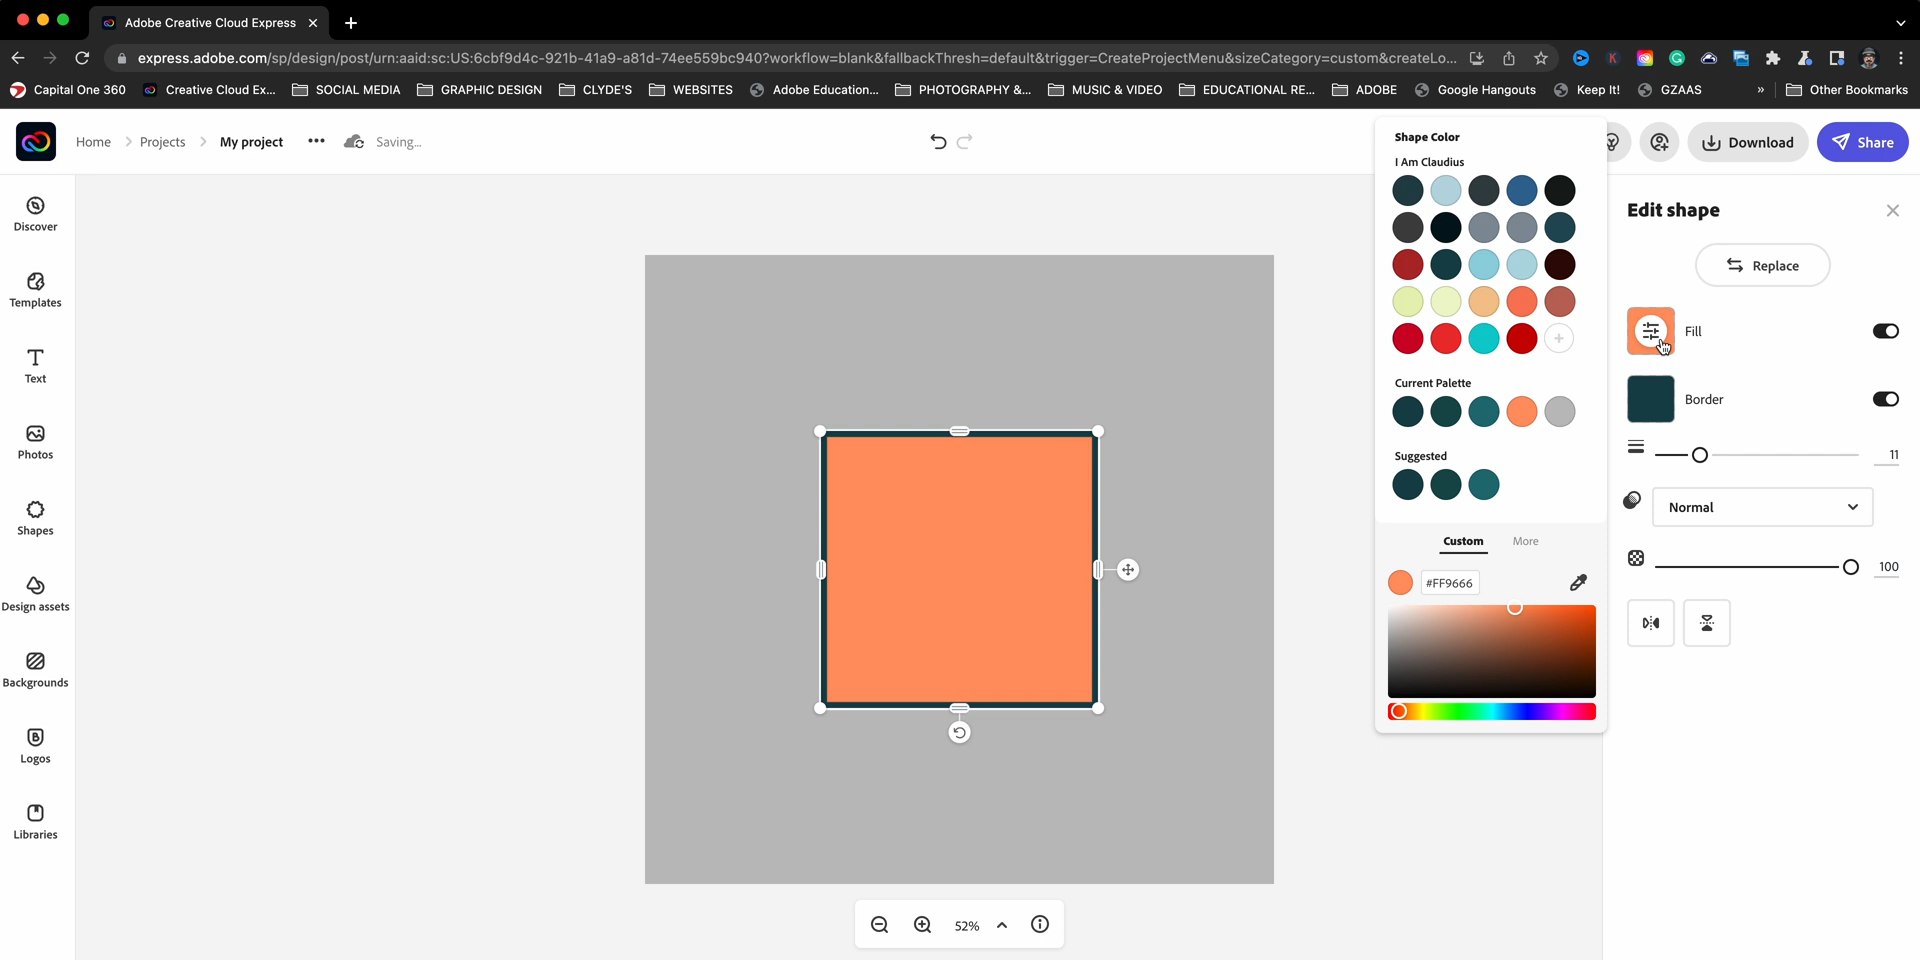 Adobe Creative Cloud Express
express.adobe.com/sp/design/post/urn:aaid:sc:US:6cbf9d4c-921b-41a9-a81d-74ee559bc940?workflow=blank&fallbackThresh=default&trigger=CreateProjectMenu&sizeCategory=custom&createLo...
Capital One 360 Creative Cloud Ex... SOCIAL MEDIA GRAPHIC DESIGN CLYDE'S WEBSITES Adobe Education... PHOTOGRAPHY &... MUSIC & VIDEO EDUCATIONAL RE... ADOBE Google Hangouts Keep It! GZAAS » Other Bookmarks
Home Projects My project ••• Saving...
Download Share
Discover
Templates
Text
Photos
Shapes
Design assets
Backgrounds
Logos
Libraries
52%
Shape Color
I Am Claudius
Current Palette
Suggested
Custom More
#FF9666
Edit shape
Replace
Fill
Border
11
Normal
100